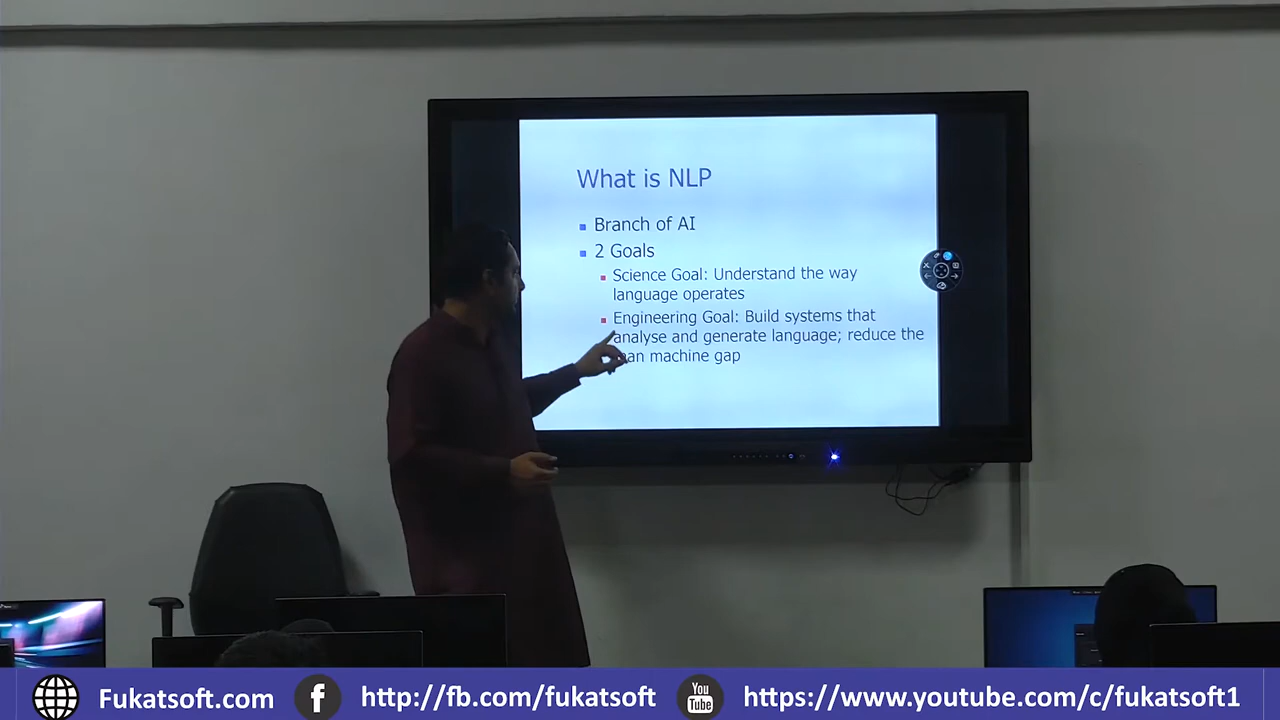 What is NLP
Branch of AI
2 Goals
Science Goal: Understand the way
language operates
Engineering Goal: Build systems that
analyse and generate language; reduce the
machine gap
Fukatsoft.com
http://fb.com/fukatsoft
You
Tube
https://www.youtube.com/c/fukatsoft1